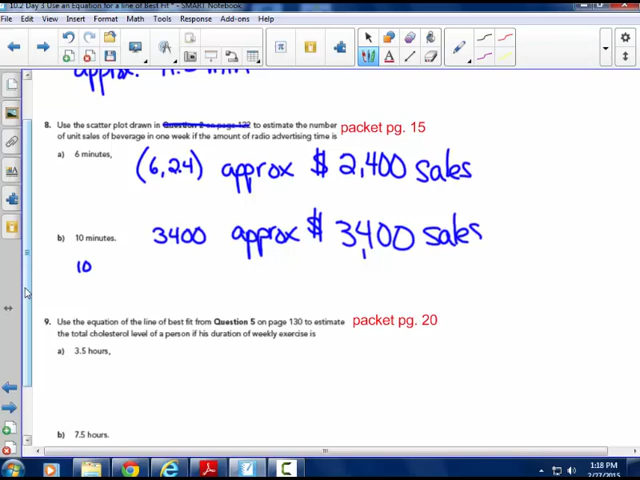 10.2 Day 3 Use an Equation for a line of Best Fit * - SMART Notebook
File Edit View Insert Format Tools Response Add-ons Help
approx.
8. Use the scatter plot drawn in Question 2 on page 122 to estimate the number packet pg. 15
of unit sales of beverage in one week if the amount of radio advertising time is
a) 6 minutes, (6,2.4) approx $ 2,400 sales
b) 10 minutes. 3400 approx $ 3,400 sales
10
9. Use the equation of the line of best fit from Question 5 on page 130 to estimate packet pg. 20
the total cholesterol level of a person if his duration of weekly exercise is
a) 3.5 hours,
b) 7.5 hours.
1:18 PM
2/27/2015